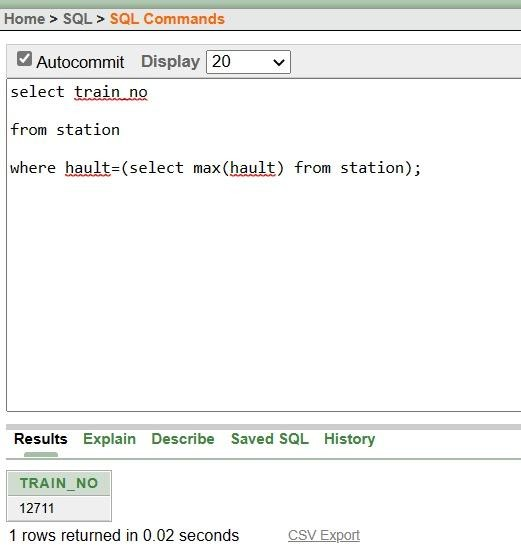 Home > SQL > SQL Commands
Autocommit Display 20
select train_no
from station
where hault=(select max(hault) from station);
Results Explain Describe Saved SQL History
TRAIN_NO
12711
1 rows returned in 0.02 seconds CSV Export